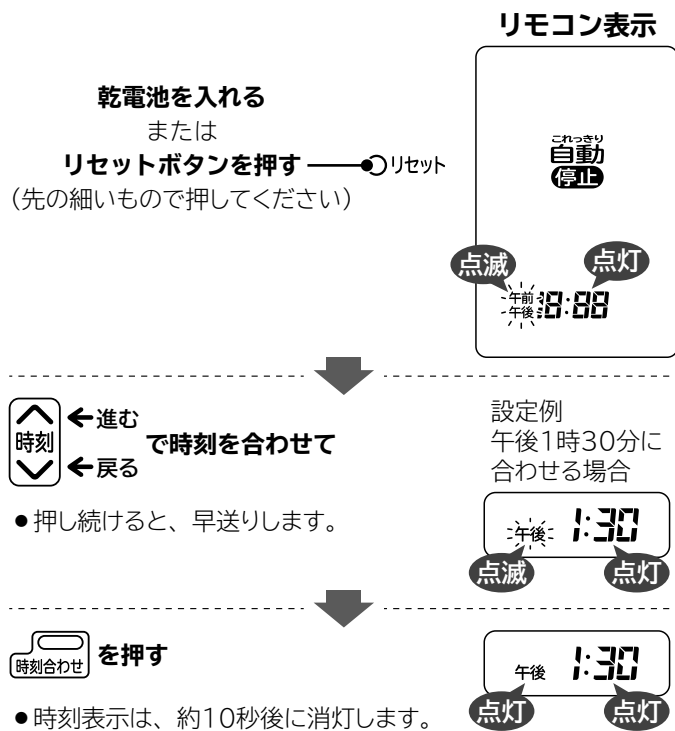 リモコン表示
乾電池を入れる
または
リセットボタンを押す リセット
（先の細いもので押してください）
これっきり
自動
停止
点滅 点灯
午前
午後 18:88
時刻
進む
戻る
で時刻を合わせて
●押し続けると、早送りします。
設定例
午後1時30分に
合わせる場合
午後 1:30
点滅 点灯
時刻合わせ を押す
●時刻表示は、約10秒後に消灯します。
午後 1:30
点灯 点灯